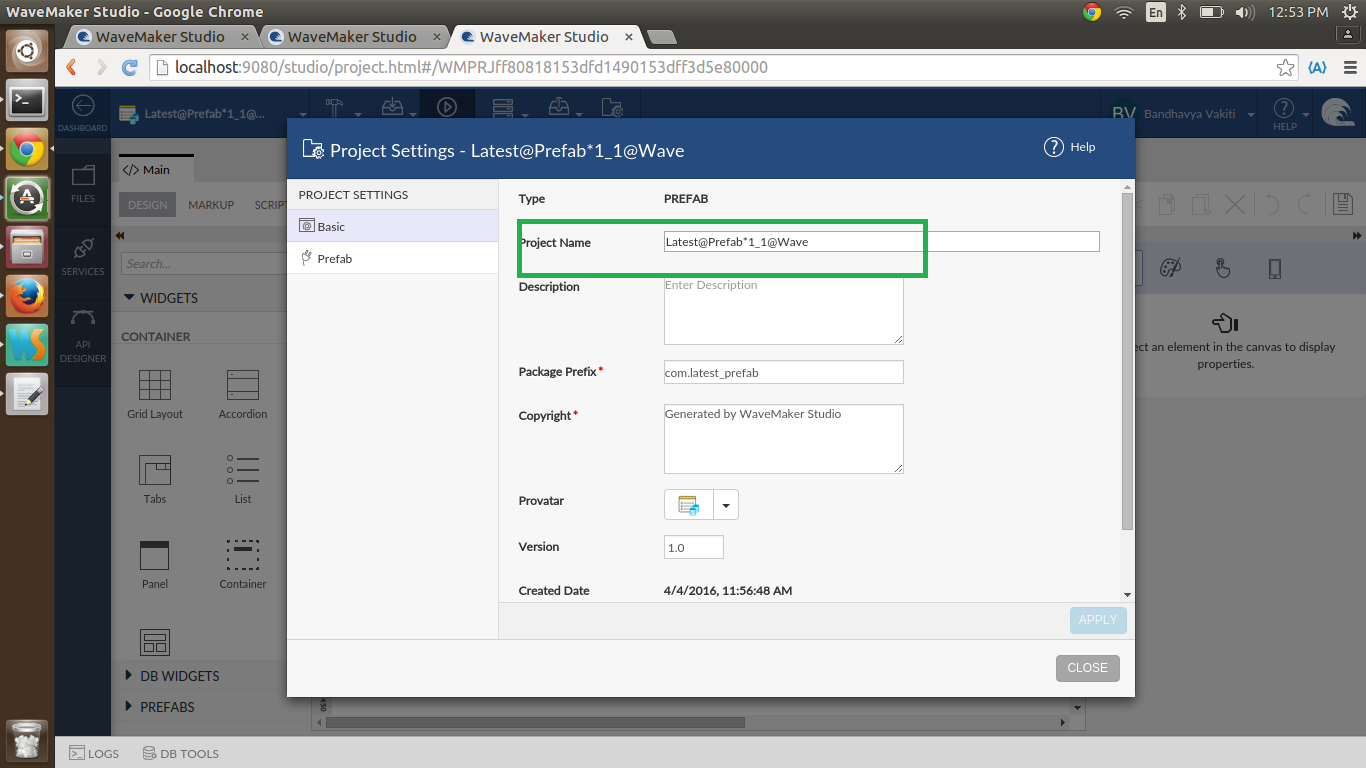 WaveMaker Studio - Google Chrome
En
12:53 PM
WaveMaker Studio
WaveMaker Studio
WaveMaker Studio
localhost:9080/studio/project.html#/WMPRJff80818153dfd1490153dff3d5e80000
DASHBOARD
Latest@Prefab*1_1@...
BV
Bandhavya Vakiti
HELP
Project Settings - Latest@Prefab*1_1@Wave
Help
FILES
SERVICES
API
DESIGNER
</> Main
DESIGN
MARKUP
SCRIPT
Search...
WIDGETS
CONTAINER
Grid Layout
Accordion
Tabs
List
Panel
Container
DB WIDGETS
PREFABS
PROJECT SETTINGS
Basic
Prefab
Type
PREFAB
Project Name
Latest@Prefab*1_1@Wave
Description
Enter Description
Package Prefix*
com.latest_prefab
Copyright*
Generated by WaveMaker Studio
Provatar
Version
1.0
Created Date
4/4/2016, 11:56:48 AM
APPLY
CLOSE
ect an element in the canvas to display
properties.
450
LOGS
DB TOOLS